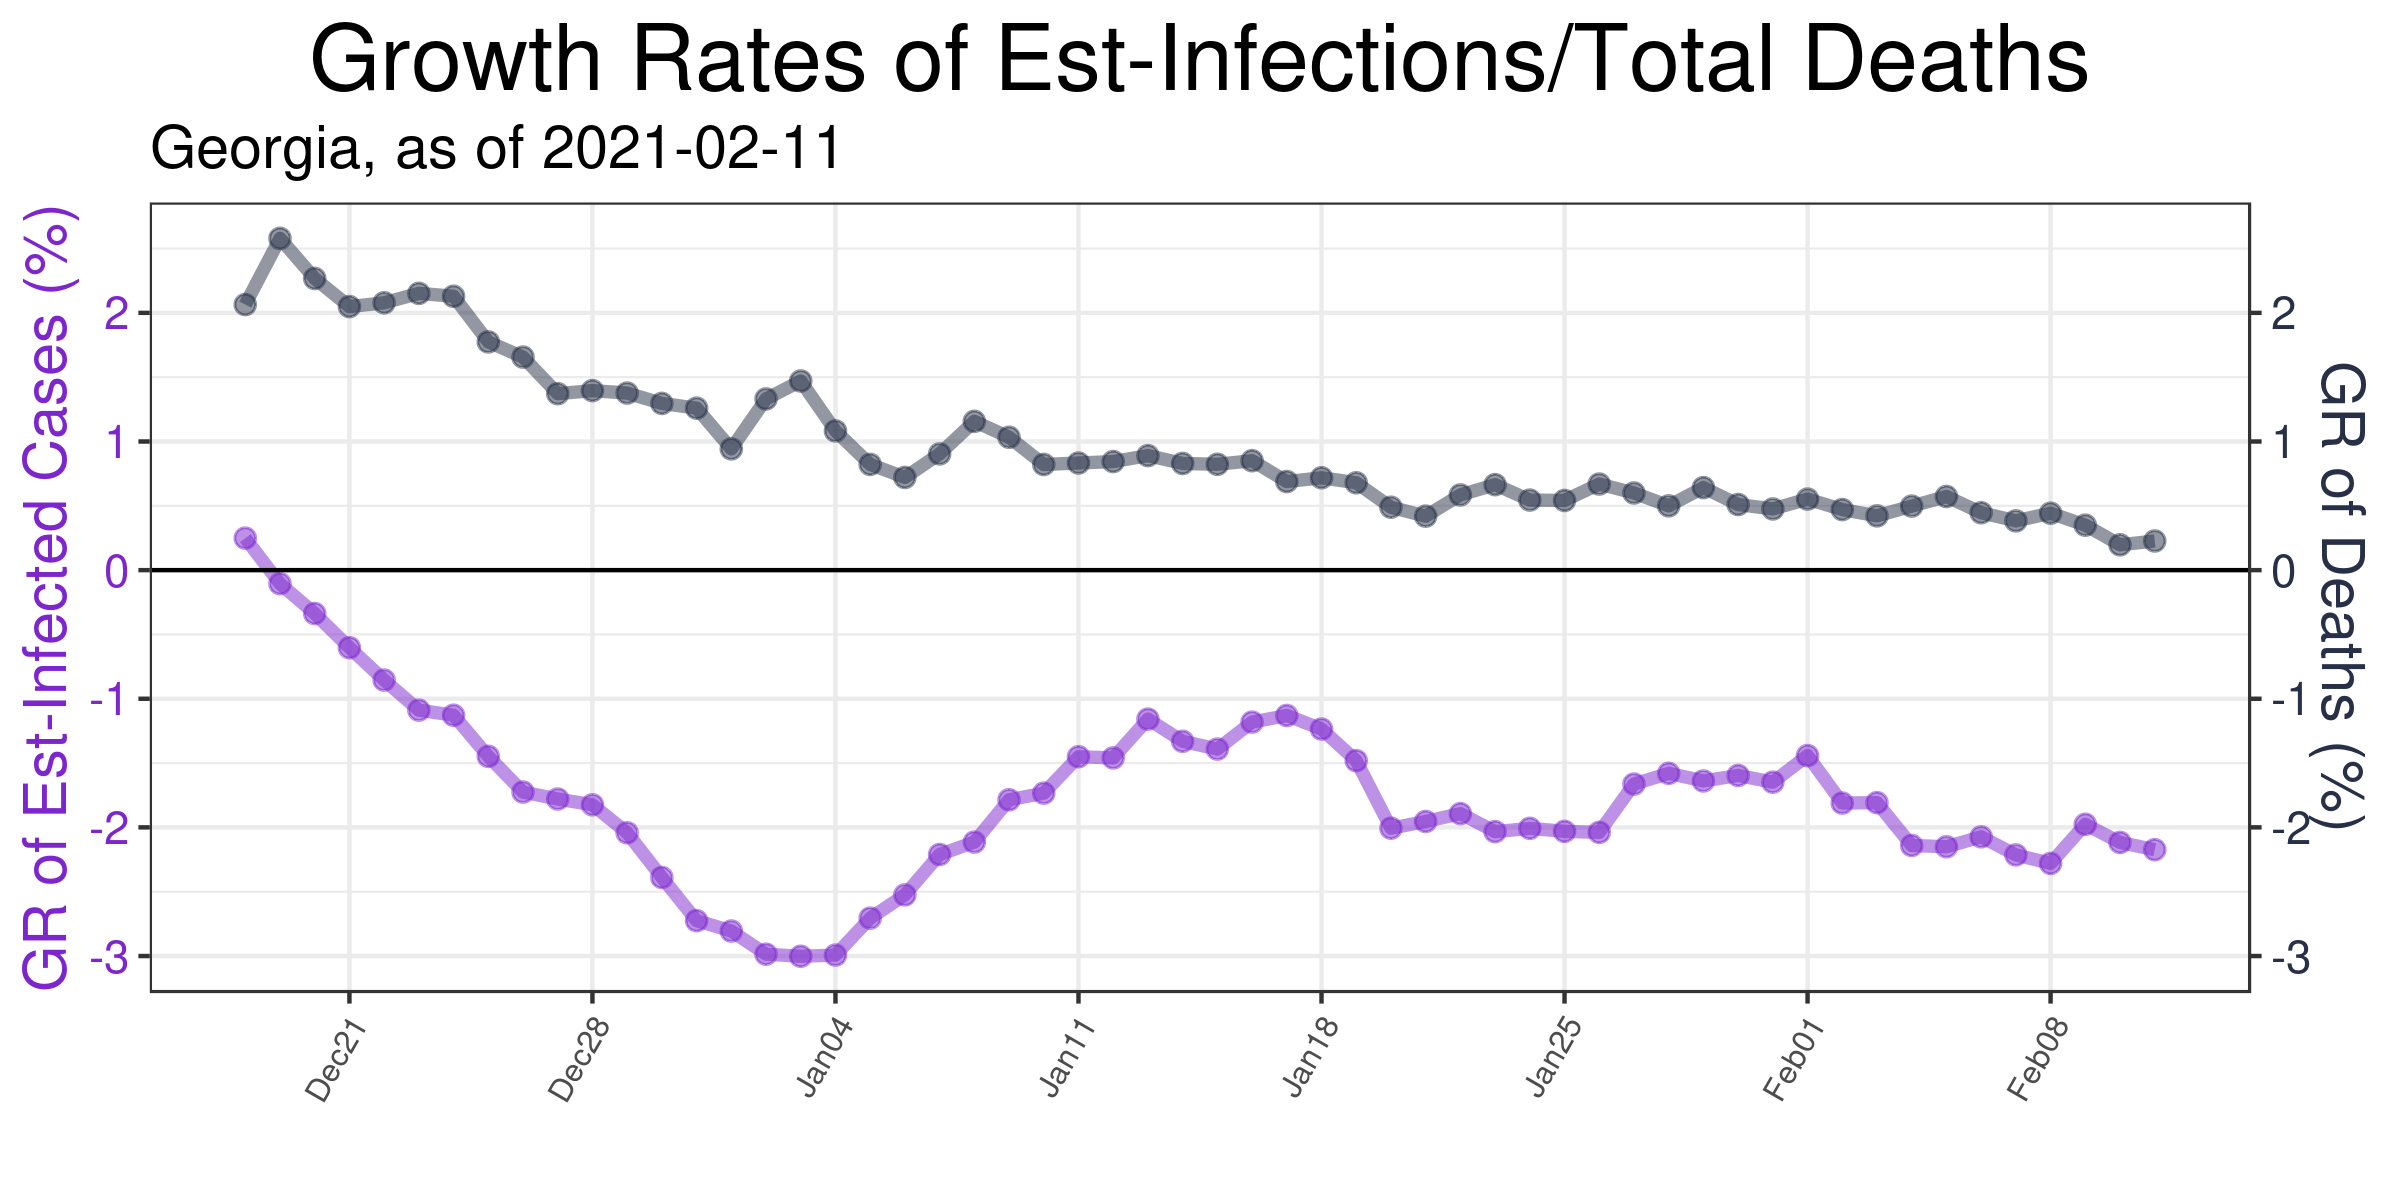 Growth Rates of Est-Infections/Total Deaths
Georgia, as of 2021-02-11
GR of Est-Infected Cases (%)
2
1
0
-1
-2
-3
2
1
0
-1
-2
-3
GR of Deaths (%)
Dec21
Dec28
Jan04
Jan11
Jan18
Jan25
Feb01
Feb08